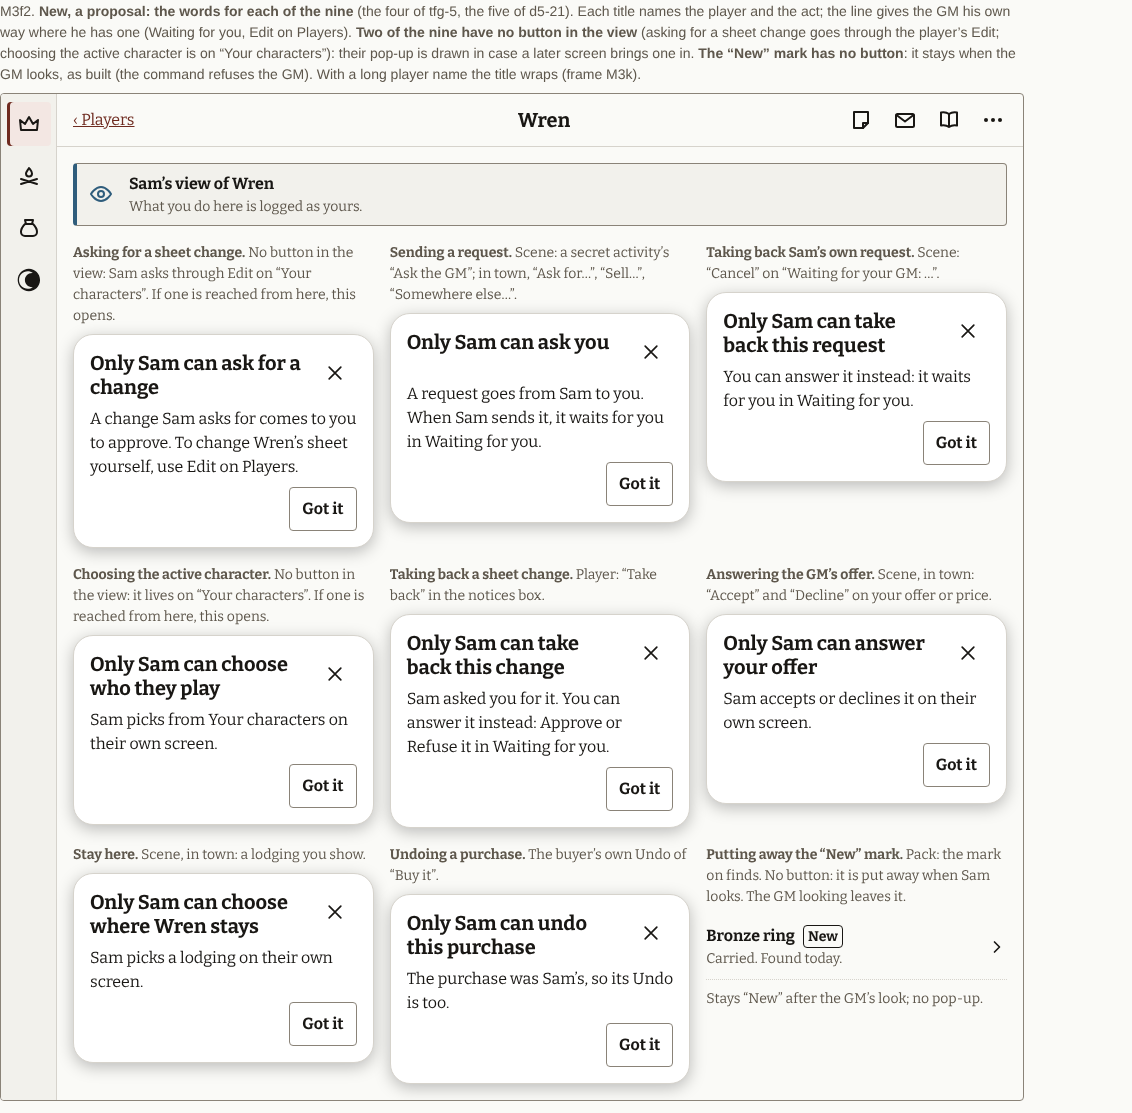 M3f2. New, a proposal: the words for each of the nine (the four of tfg-5, the five of d5-21). Each title names the player and the act; the line gives the GM his own
way where he has one (Waiting for you, Edit on Players). Two of the nine have no button in the view (asking for a sheet change goes through the player's Edit;
choosing the active character is on “Your characters”): their pop-up is drawn in case a later screen brings one in. The “New” mark has no button: it stays when the
GM looks, as built (the command refuses the GM). With a long player name the title wraps (frame M3k).
‹ Players
Wren
Sam’s view of Wren
What you do here is logged as yours.
Asking for a sheet change. No button in the
view: Sam asks through Edit on “Your
characters”. If one is reached from here, this
opens.
Only Sam can ask for a
change
A change Sam asks for comes to you
to approve. To change Wren’s sheet
yourself, use Edit on Players.
Got it
Sending a request. Scene: a secret activity’s
“Ask the GM”; in town, “Ask for…”, “Sell…”,
“Somewhere else…”.
Only Sam can ask you
A request goes from Sam to you.
When Sam sends it, it waits for you
in Waiting for you.
Got it
Taking back Sam’s own request. Scene:
“Cancel” on “Waiting for your GM: …”.
Only Sam can take
back this request
You can answer it instead: it waits
for you in Waiting for you.
Got it
Choosing the active character. No button in
the view: it lives on “Your characters”. If one is
reached from here, this opens.
Only Sam can choose
who they play
Sam picks from Your characters on
their own screen.
Got it
Taking back a sheet change. Player: “Take
back” in the notices box.
Only Sam can take
back this change
Sam asked you for it. You can
answer it instead: Approve or
Refuse it in Waiting for you.
Got it
Answering the GM’s offer. Scene, in town:
“Accept” and “Decline” on your offer or price.
Only Sam can answer
your offer
Sam accepts or declines it on their
own screen.
Got it
Stay here. Scene, in town: a lodging you show.
Only Sam can choose
where Wren stays
Sam picks a lodging on their own
screen.
Got it
Undoing a purchase. The buyer’s own Undo of
“Buy it”.
Only Sam can undo
this purchase
The purchase was Sam’s, so its Undo
is too.
Got it
Putting away the “New” mark. Pack: the mark
on finds. No button: it is put away when Sam
looks. The GM looking leaves it.
Bronze ring New
Carried. Found today.
Stays “New” after the GM’s look; no pop-up.